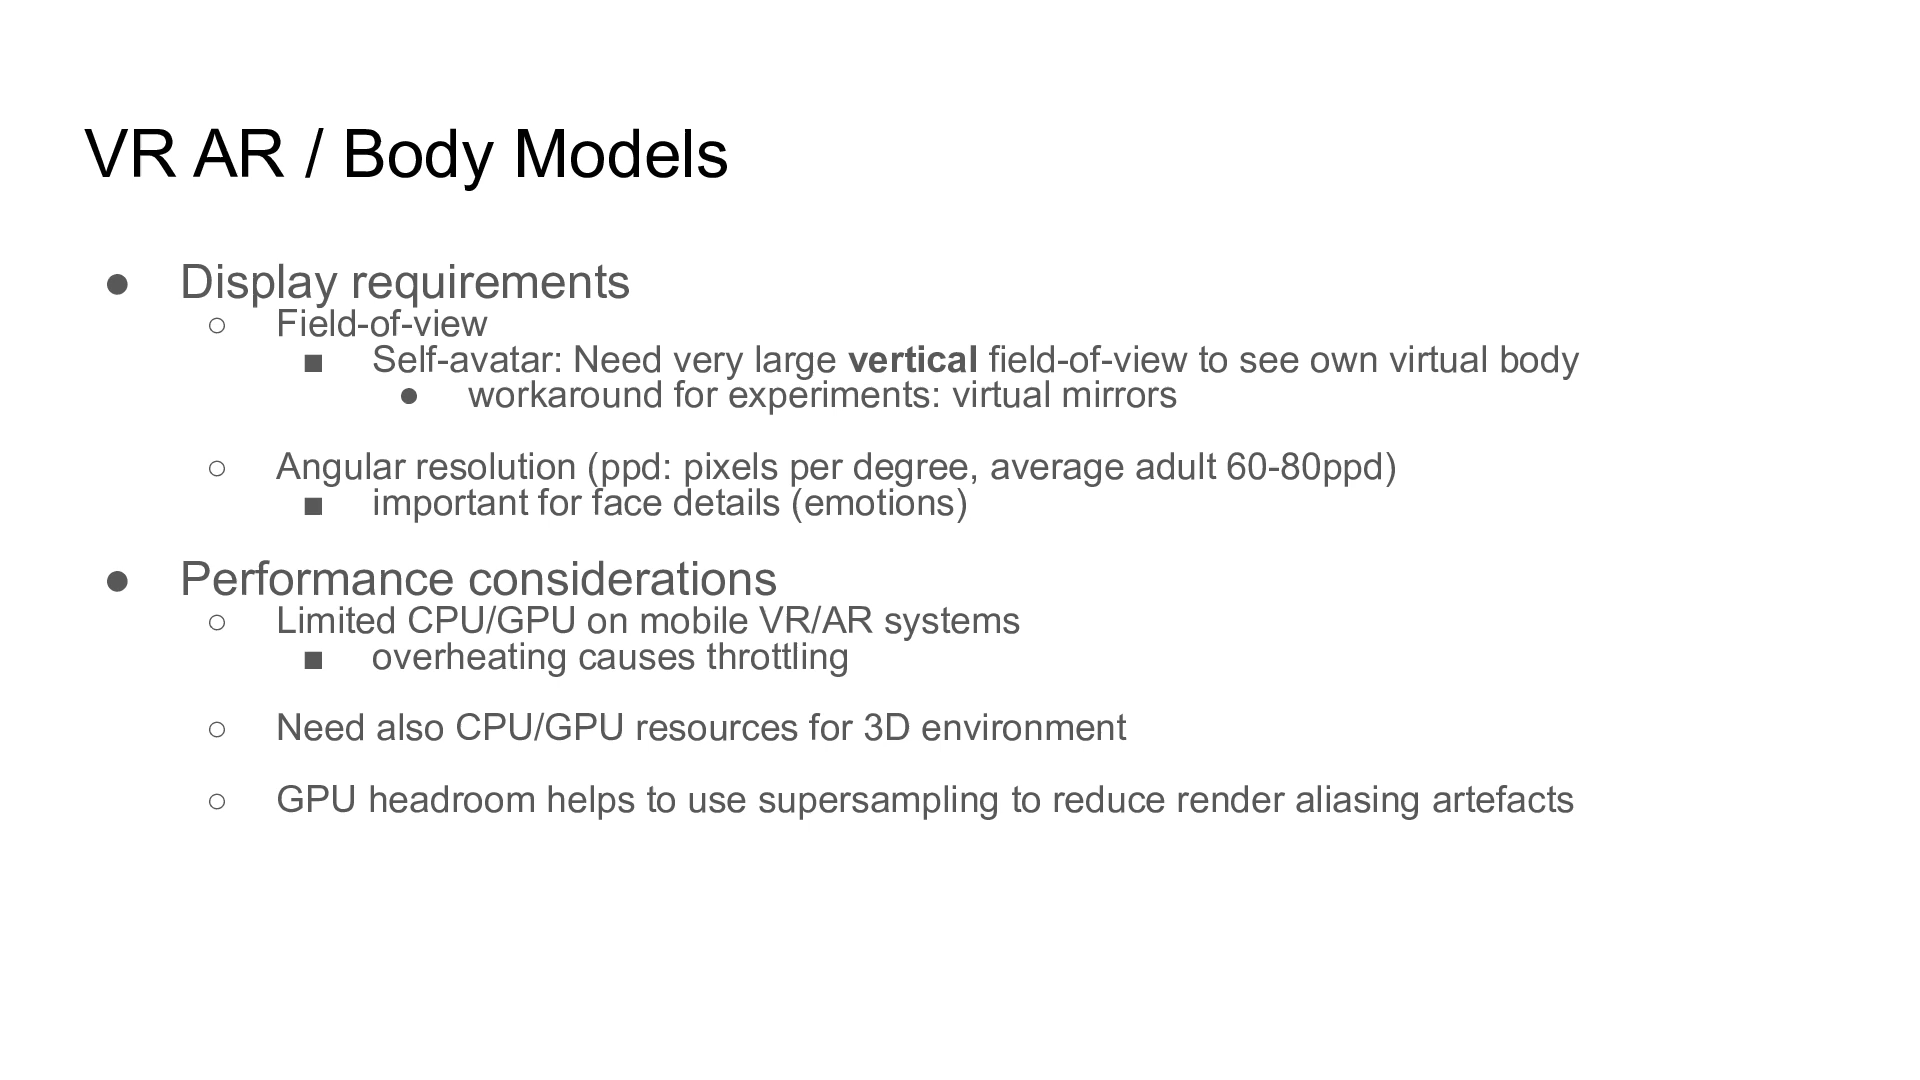 VR AR / Body Models
● Display requirements
○ Field-of-view
■ Self-avatar: Need very large vertical field-of-view to see own virtual body
● workaround for experiments: virtual mirrors
○ Angular resolution (ppd: pixels per degree, average adult 60-80ppd)
■ important for face details (emotions)
● Performance considerations
○ Limited CPU/GPU on mobile VR/AR systems
■ overheating causes throttling
○ Need also CPU/GPU resources for 3D environment
○ GPU headroom helps to use supersampling to reduce render aliasing artefacts